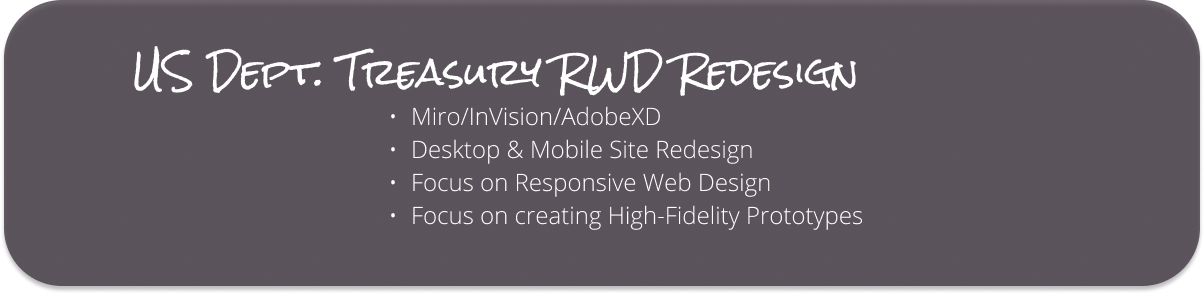 US Dept. Treasury RWD Redesign
• Miro/InVision/AdobeXD
• Desktop & Mobile Site Redesign
• Focus on Responsive Web Design
• Focus on creating High-Fidelity Prototypes